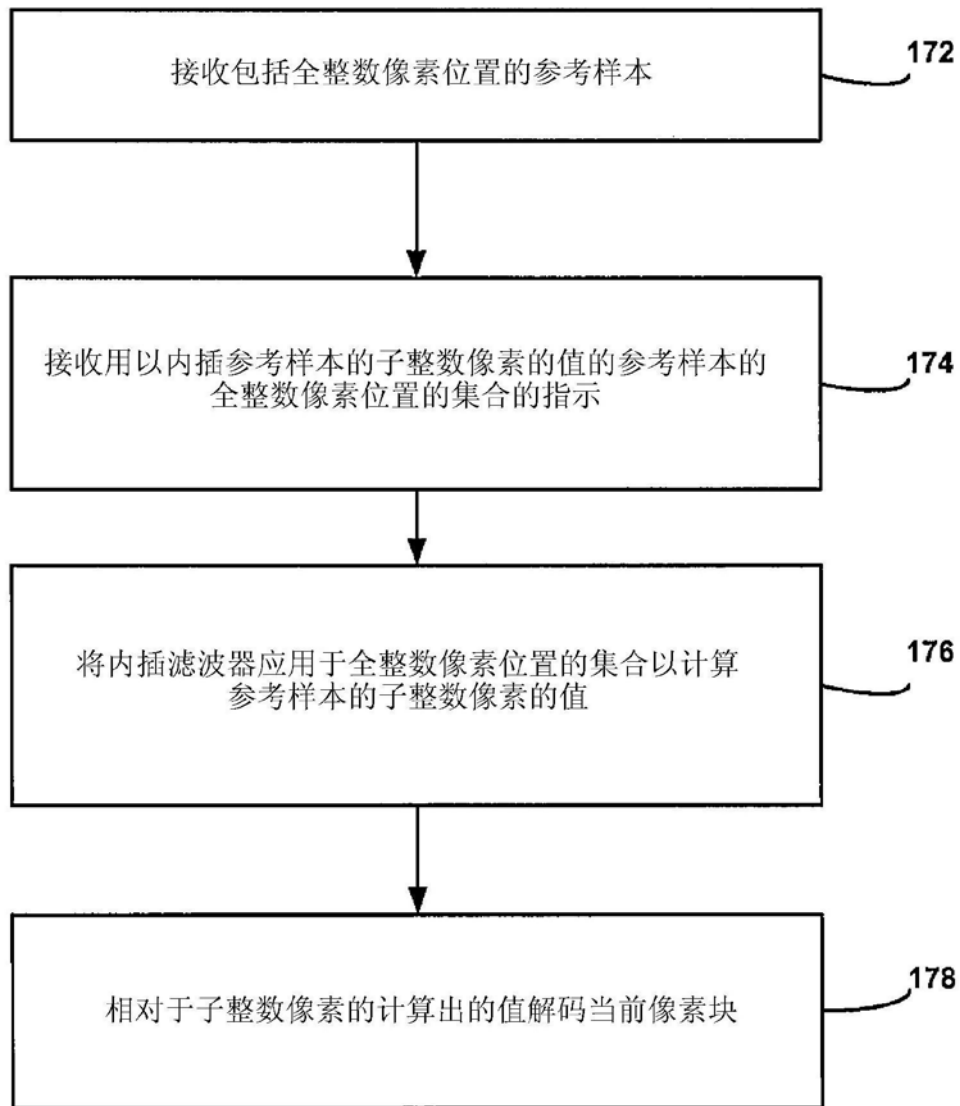 接收包括全整数像素位置的参考样本
172
接收用以内插参考样本的子整数像素的值的参考样本的
全整数像素位置的集合的指示
174
将内插滤波器应用于全整数像素位置的集合以计算
参考样本的子整数像素的值
176
相对于子整数像素的计算出的值解码当前像素块
178